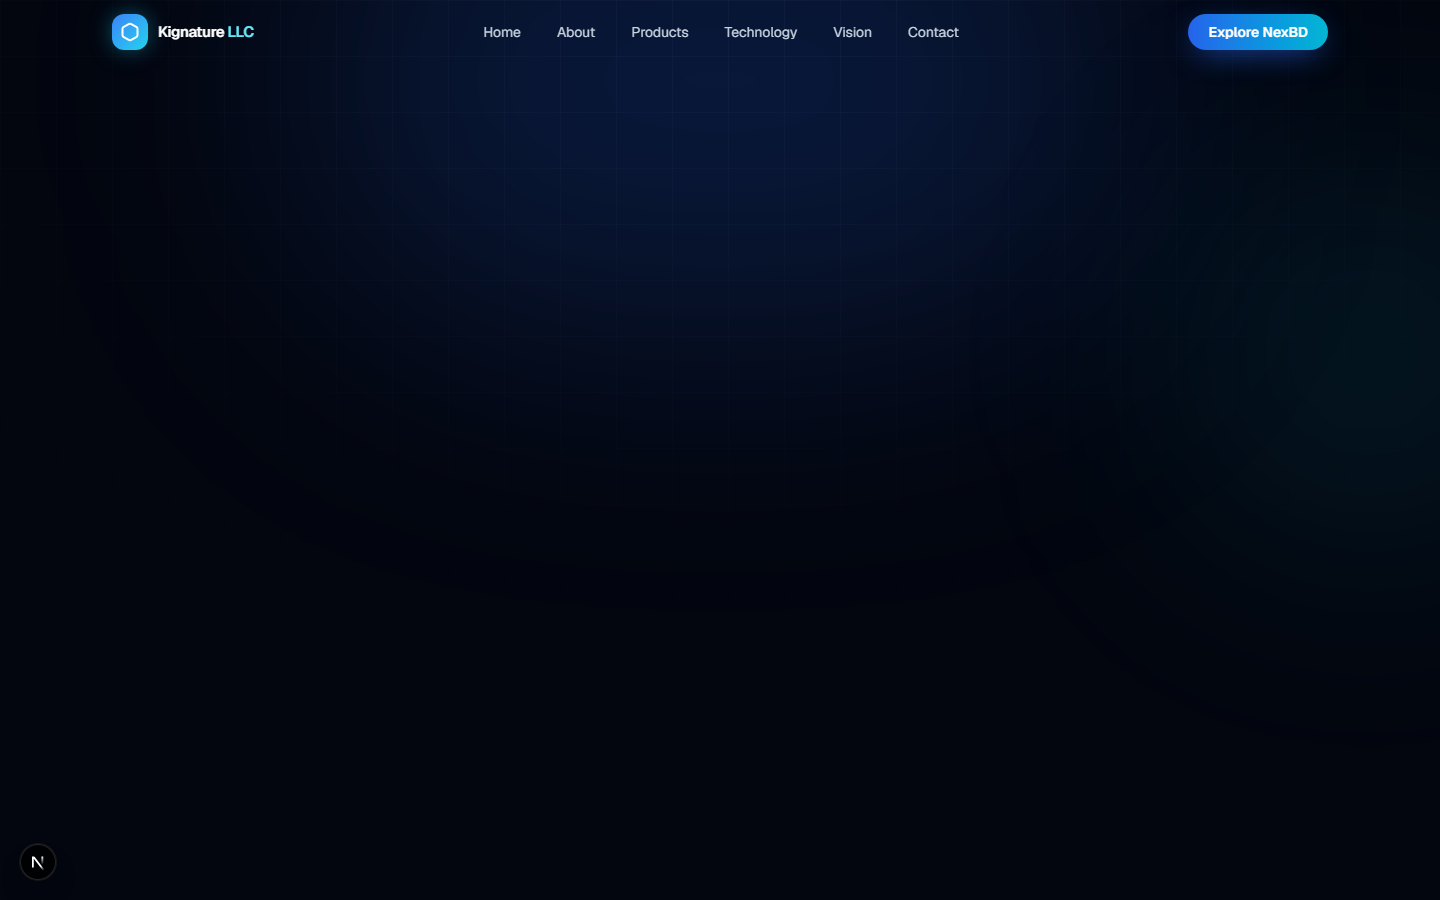 Kignature LLC
Home
About
Products
Technology
Vision
Contact
Explore NexBD
N